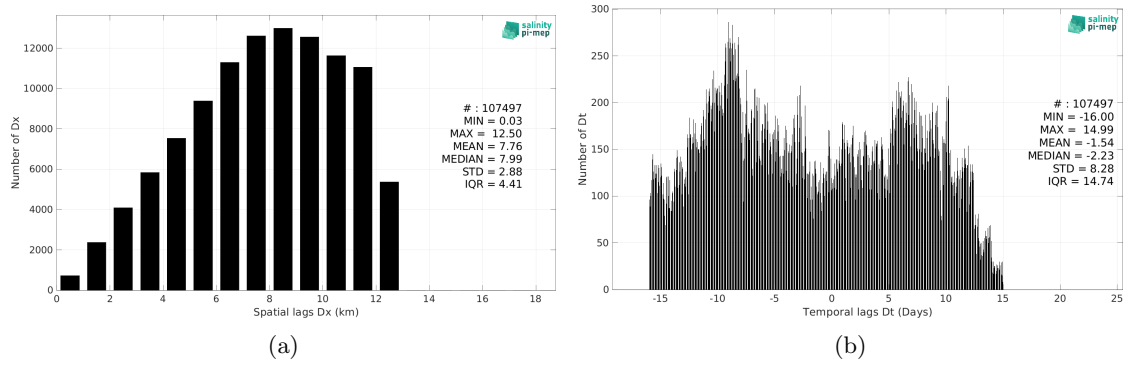 salinity
pi-mep
12000
10000
8000
6000
4000
2000
0
Number of Dx
# : 107497
MIN = 0.03
MAX = 12.50
MEAN = 7.76
MEDIAN = 7.99
STD = 2.88
IQR = 4.41
0 2 4 6 8 10 12 14 16 18
Spatial lags Dx (km)
(a)
salinity
pi-mep
300
250
200
150
100
50
0
Number of Dt
# : 107497
MIN = -16.00
MAX = 14.99
MEAN = -1.54
MEDIAN = -2.23
STD = 8.28
IQR = 14.74
-15 -10 -5 0 5 10 15 20 25
Temporal lags Dt (Days)
(b)